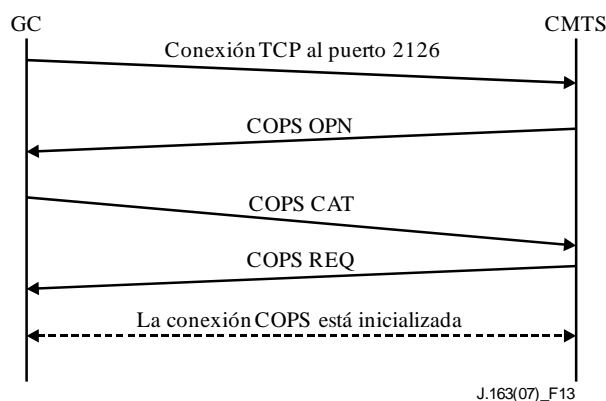 GC
CMTS
Conexión TCP al puerto 2126
COPS OPN
COPS CAT
COPS REQ
La conexión COPS está inicializada
J.163(07)_F13